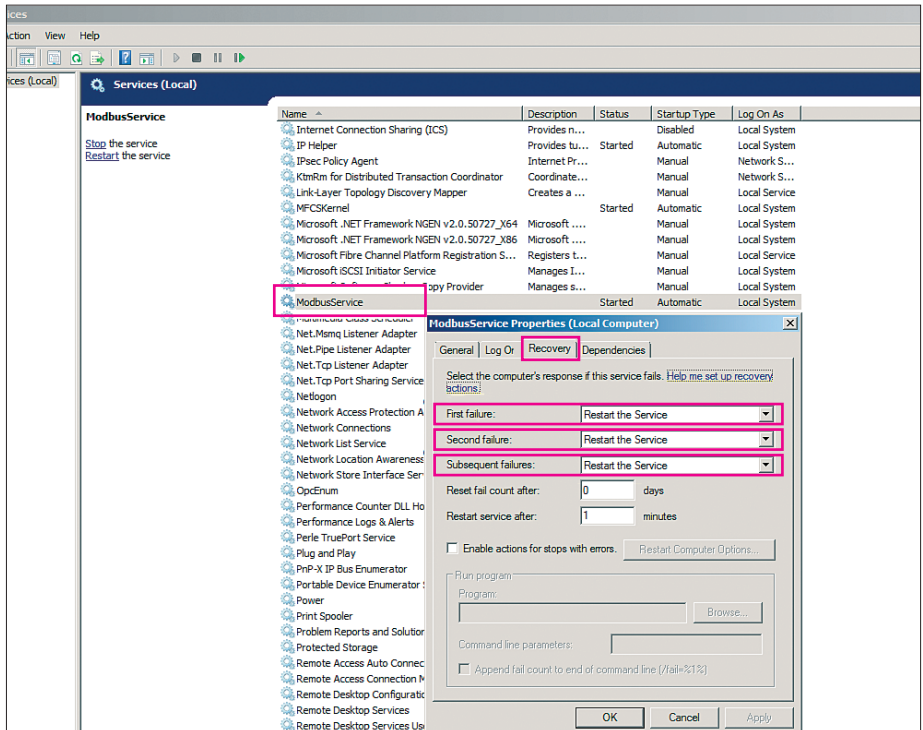 ices
Action View Help
ices (Local)
Services (Local)
ModbusService
Stop the service
Restart the service
Name Description Status Startup Type Log On As
Internet Connection Sharing (ICS) Provides n... Disabled Local System
IP Helper Provides tu... Started Automatic Local System
IPsec Policy Agent Internet Pr... Manual Network S...
KtmRm for Distributed Transaction Coordinator Coordinate... Manual Network S...
Link-Layer Topology Discovery Mapper Creates a ... Manual Local Service
MFCSKernel Started Automatic Local System
Microsoft .NET Framework NGEN v2.0.50727_X64 Microsoft .... Manual Local System
Microsoft .NET Framework NGEN v2.0.50727_X86 Microsoft .... Manual Local System
Microsoft Fibre Channel Platform Registration S... Registers t... Manual Local Service
Microsoft iSCSI Initiator Service Manages I... Manual Local System
opy Provider Manages s... Manual Local System
ModbusService Started Automatic Local System
Net.Msmq Listener Adapter
Net.Pipe Listener Adapter
Net.Tcp Listener Adapter
Net.Tcp Port Sharing Service
Netlogon
Network Access Protection A
Network Connections
Network List Service
Network Location Awareness
Network Store Interface Ser
OpcEnum
Performance Counter DLL Ho
Performance Logs & Alerts
Perle TruePort Service
Plug and Play
PnP-X IP Bus Enumerator
Portable Device Enumerator
Power
Print Spooler
Problem Reports and Solution
Protected Storage
Remote Access Auto Connec
Remote Access Connection M
Remote Desktop Configuratio
Remote Desktop Services
Remote Desktop Services Us
ModbusService Properties (Local Computer)
General Log On Recovery Dependencies
Select the computer's response if this service fails. Help me set up recovery
actions.
First failure: Restart the Service
Second failure: Restart the Service
Subsequent failures: Restart the Service
Reset fail count after: 0 days
Restart service after: 1 minutes
Enable actions for stops with errors. Restart Computer Options...
Run program
Program:
Browse...
Command line parameters:
Append fail count to end of command line (/fail=%1%)
OK Cancel Apply